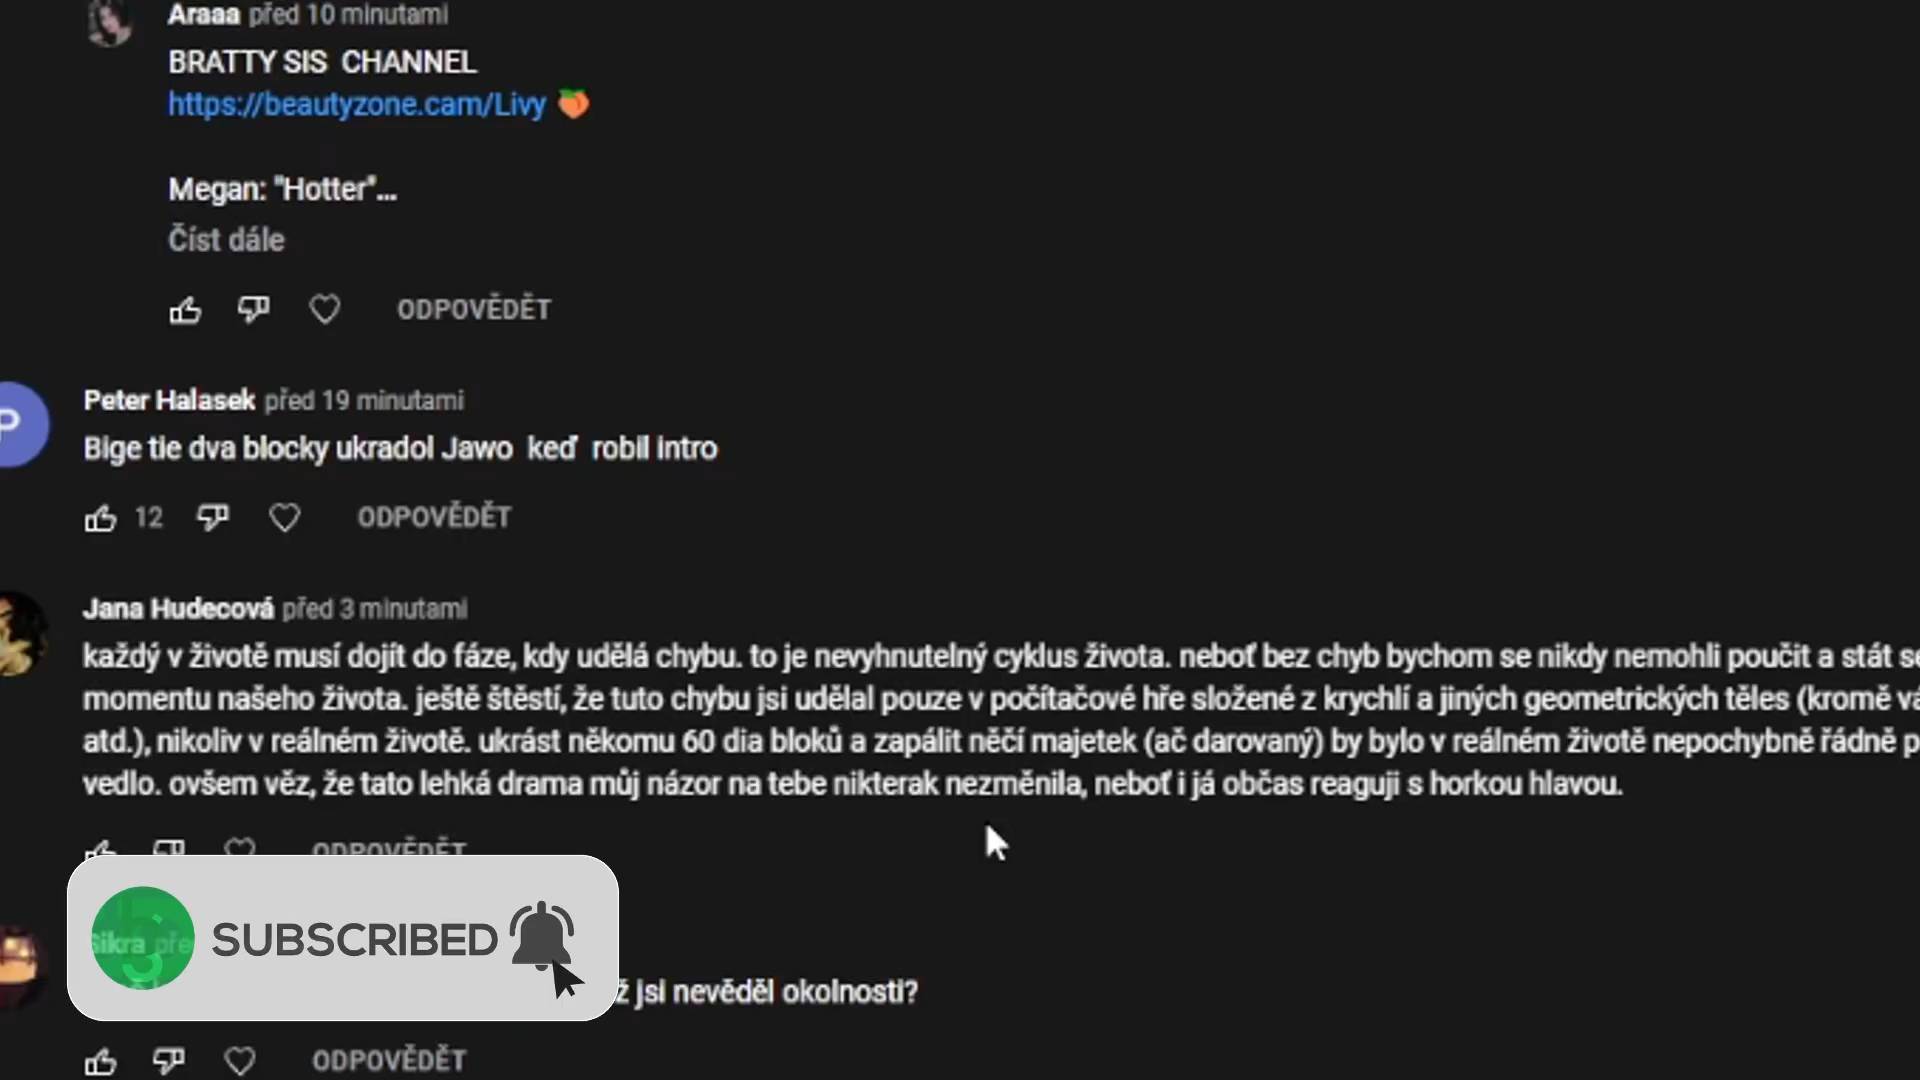 Araaa před 10 minutami
BRATTY SIS CHANNEL
https://beautyzone.cam/Livy
Megan: "Hotter"...
Číst dále
ODPOVĚDĚT
P
Peter Halasek před 19 minutami
Bige tie dva blocky ukradol Jawo keď robil intro
12 ODPOVĚDĚT
Jana Hudecová před 3 minutami
každý v životě musí dojít do fáze, kdy udělá chybu. to je nevyhnutelný cyklus života. neboť bez chyb bychom se nikdy nemohli poučit a stát
momentu našeho života. ještě štěstí, že tuto chybu jsi udělal pouze v počítačové hře složené z krychlí a jiných geometrických těles (kromě
atd.), nikoliv v reálném životě. ukrást někomu 60 dia bloků a zapálit něčí majetek (ač darovaný) by bylo v reálném životě nepochybně řádně
vedlo. ovšem věz, že tato lehká drama můj názor na tebe nikterak nezměnila, neboť i já občas reaguji s horkou hlavou.
ODPOVĚDĚT
Sikra
SUBSCRIBED
jsi nevěděl okolnosti?
ODPOVĚDĚT